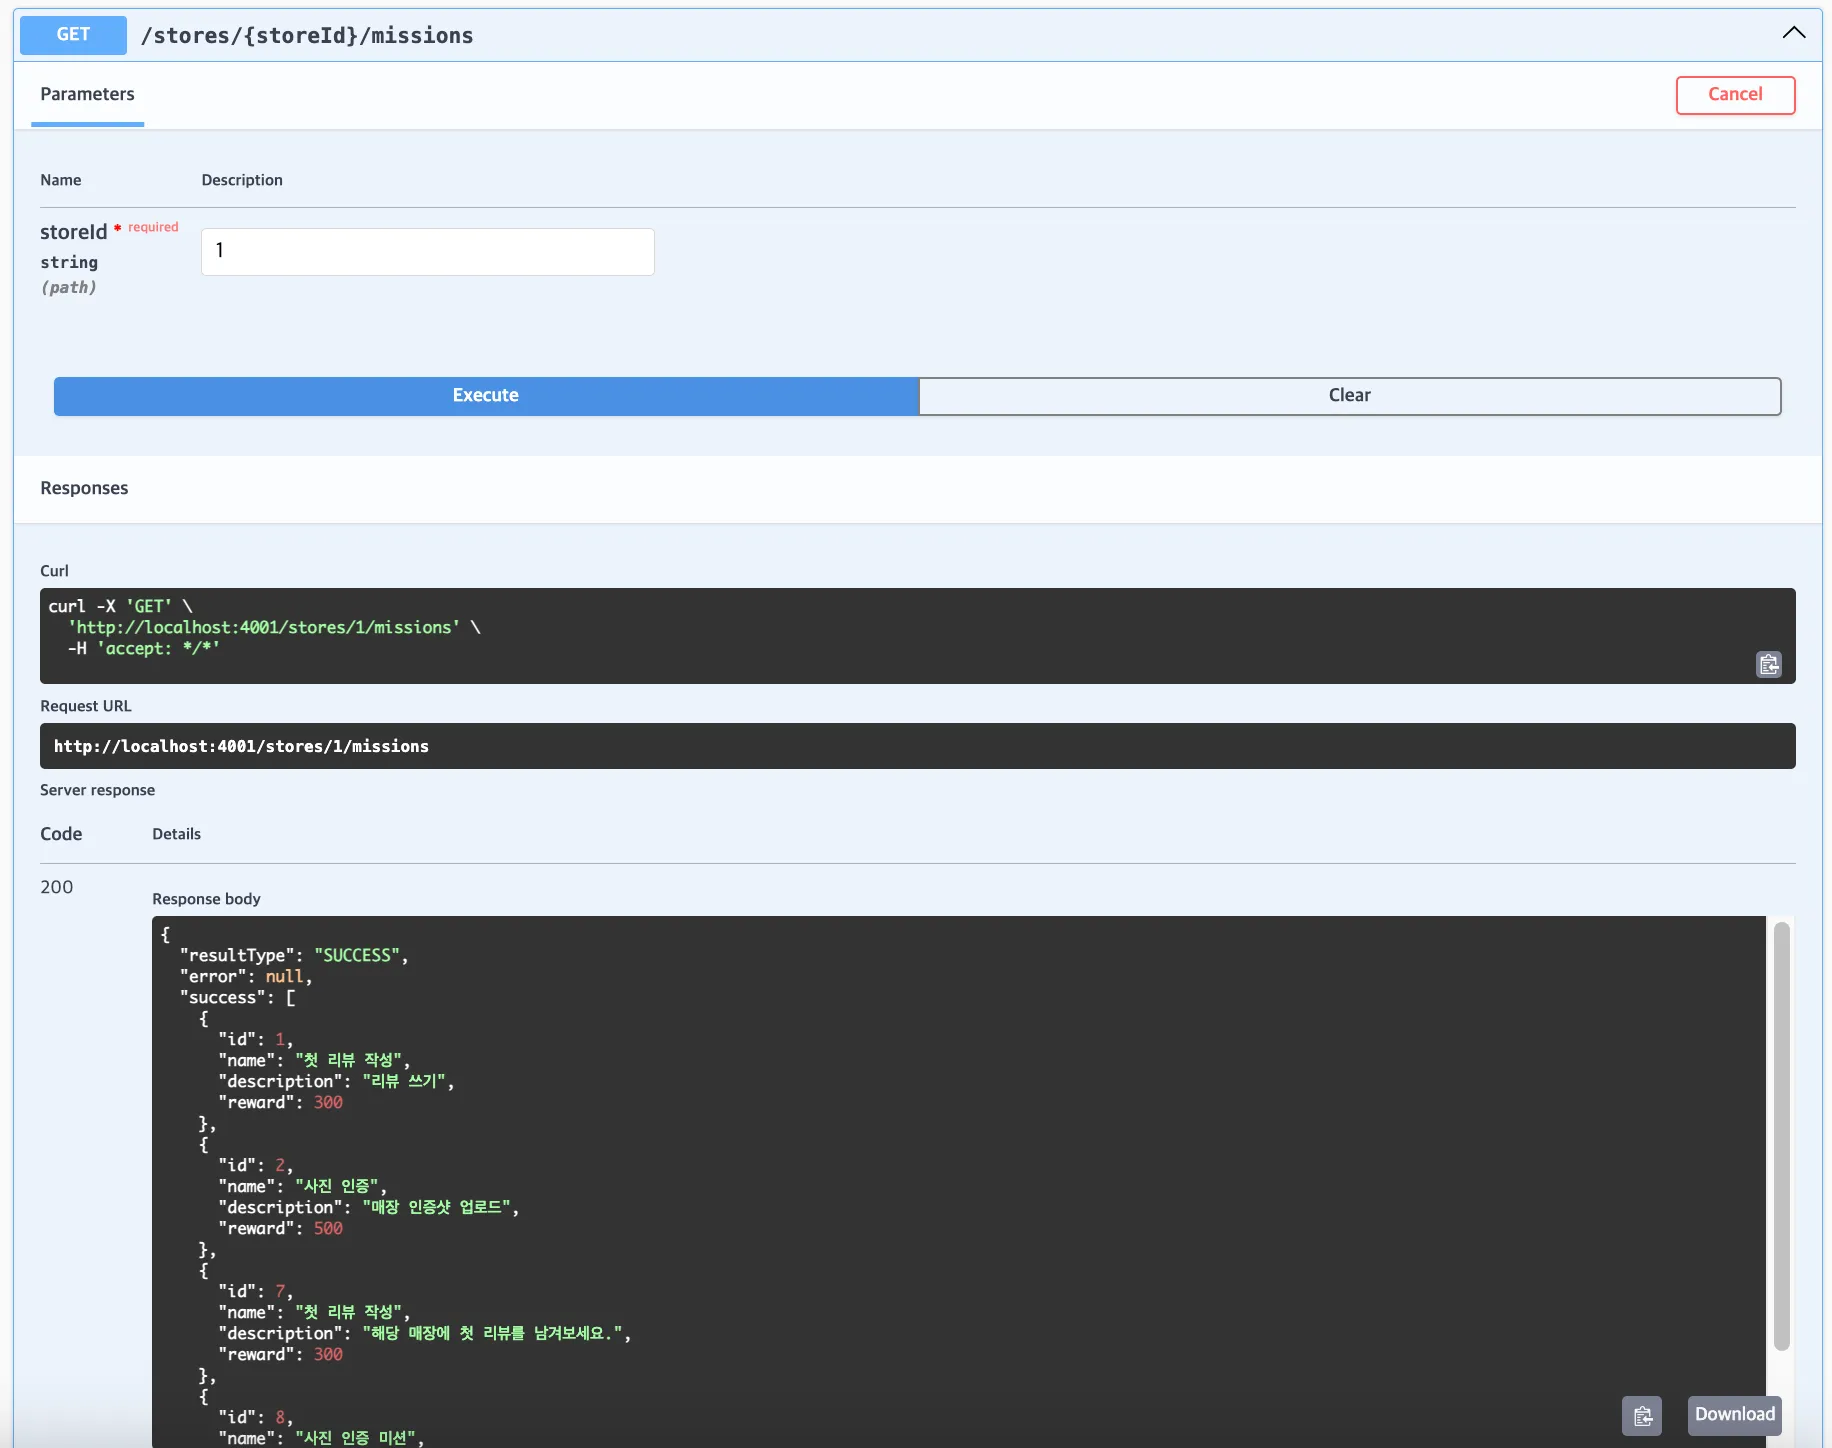 GET /stores/{storeId}/missions
Parameters
Cancel
Name Description
storeId * required
string
(path)
1
Execute
Clear
Responses
Curl
curl -X 'GET' \
  'http://localhost:4001/stores/1/missions' \
  -H 'accept: */*'
Request URL
http://localhost:4001/stores/1/missions
Server response
Code Details
200
Response body
{
  "resultType": "SUCCESS",
  "error": null,
  "success": [
    {
      "id": 1,
      "name": "첫 리뷰 작성",
      "description": "리뷰 쓰기",
      "reward": 300
    },
    {
      "id": 2,
      "name": "사진 인증",
      "description": "매장 인증샷 업로드",
      "reward": 500
    },
    {
      "id": 7,
      "name": "첫 리뷰 작성",
      "description": "해당 매장에 첫 리뷰를 남겨보세요.",
      "reward": 300
    },
    {
      "id": 8,
      "name": "사진 인증 미션",
Download